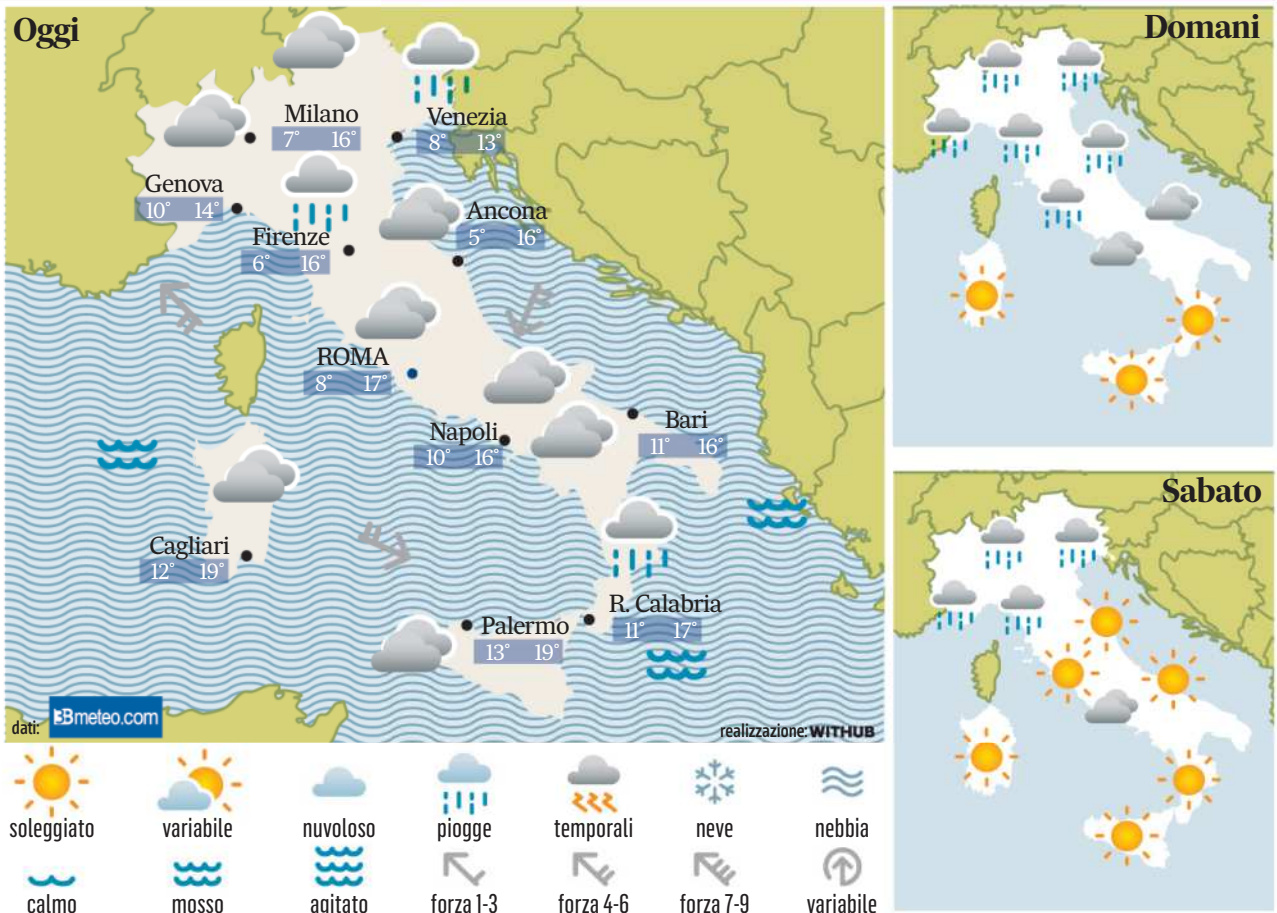 Oggi
Milano
7° 16°
Venezia
8° 13°
Genova
10° 14°
Firenze
6° 16°
Ancona
5° 16°
ROMA
8° 17°
Napoli
10° 16°
Bari
11° 16°
Cagliari
12° 19°
Palermo
13° 19°
R. Calabria
11° 17°
dati: 3Bmeteo.com
realizzazione: WITHUB
Domani
Sabato
soleggiato variabile nuvoloso piogge temporali neve nebbia
calmo mosso agitato forza 1-3 forza 4-6 forza 7-9 variabile